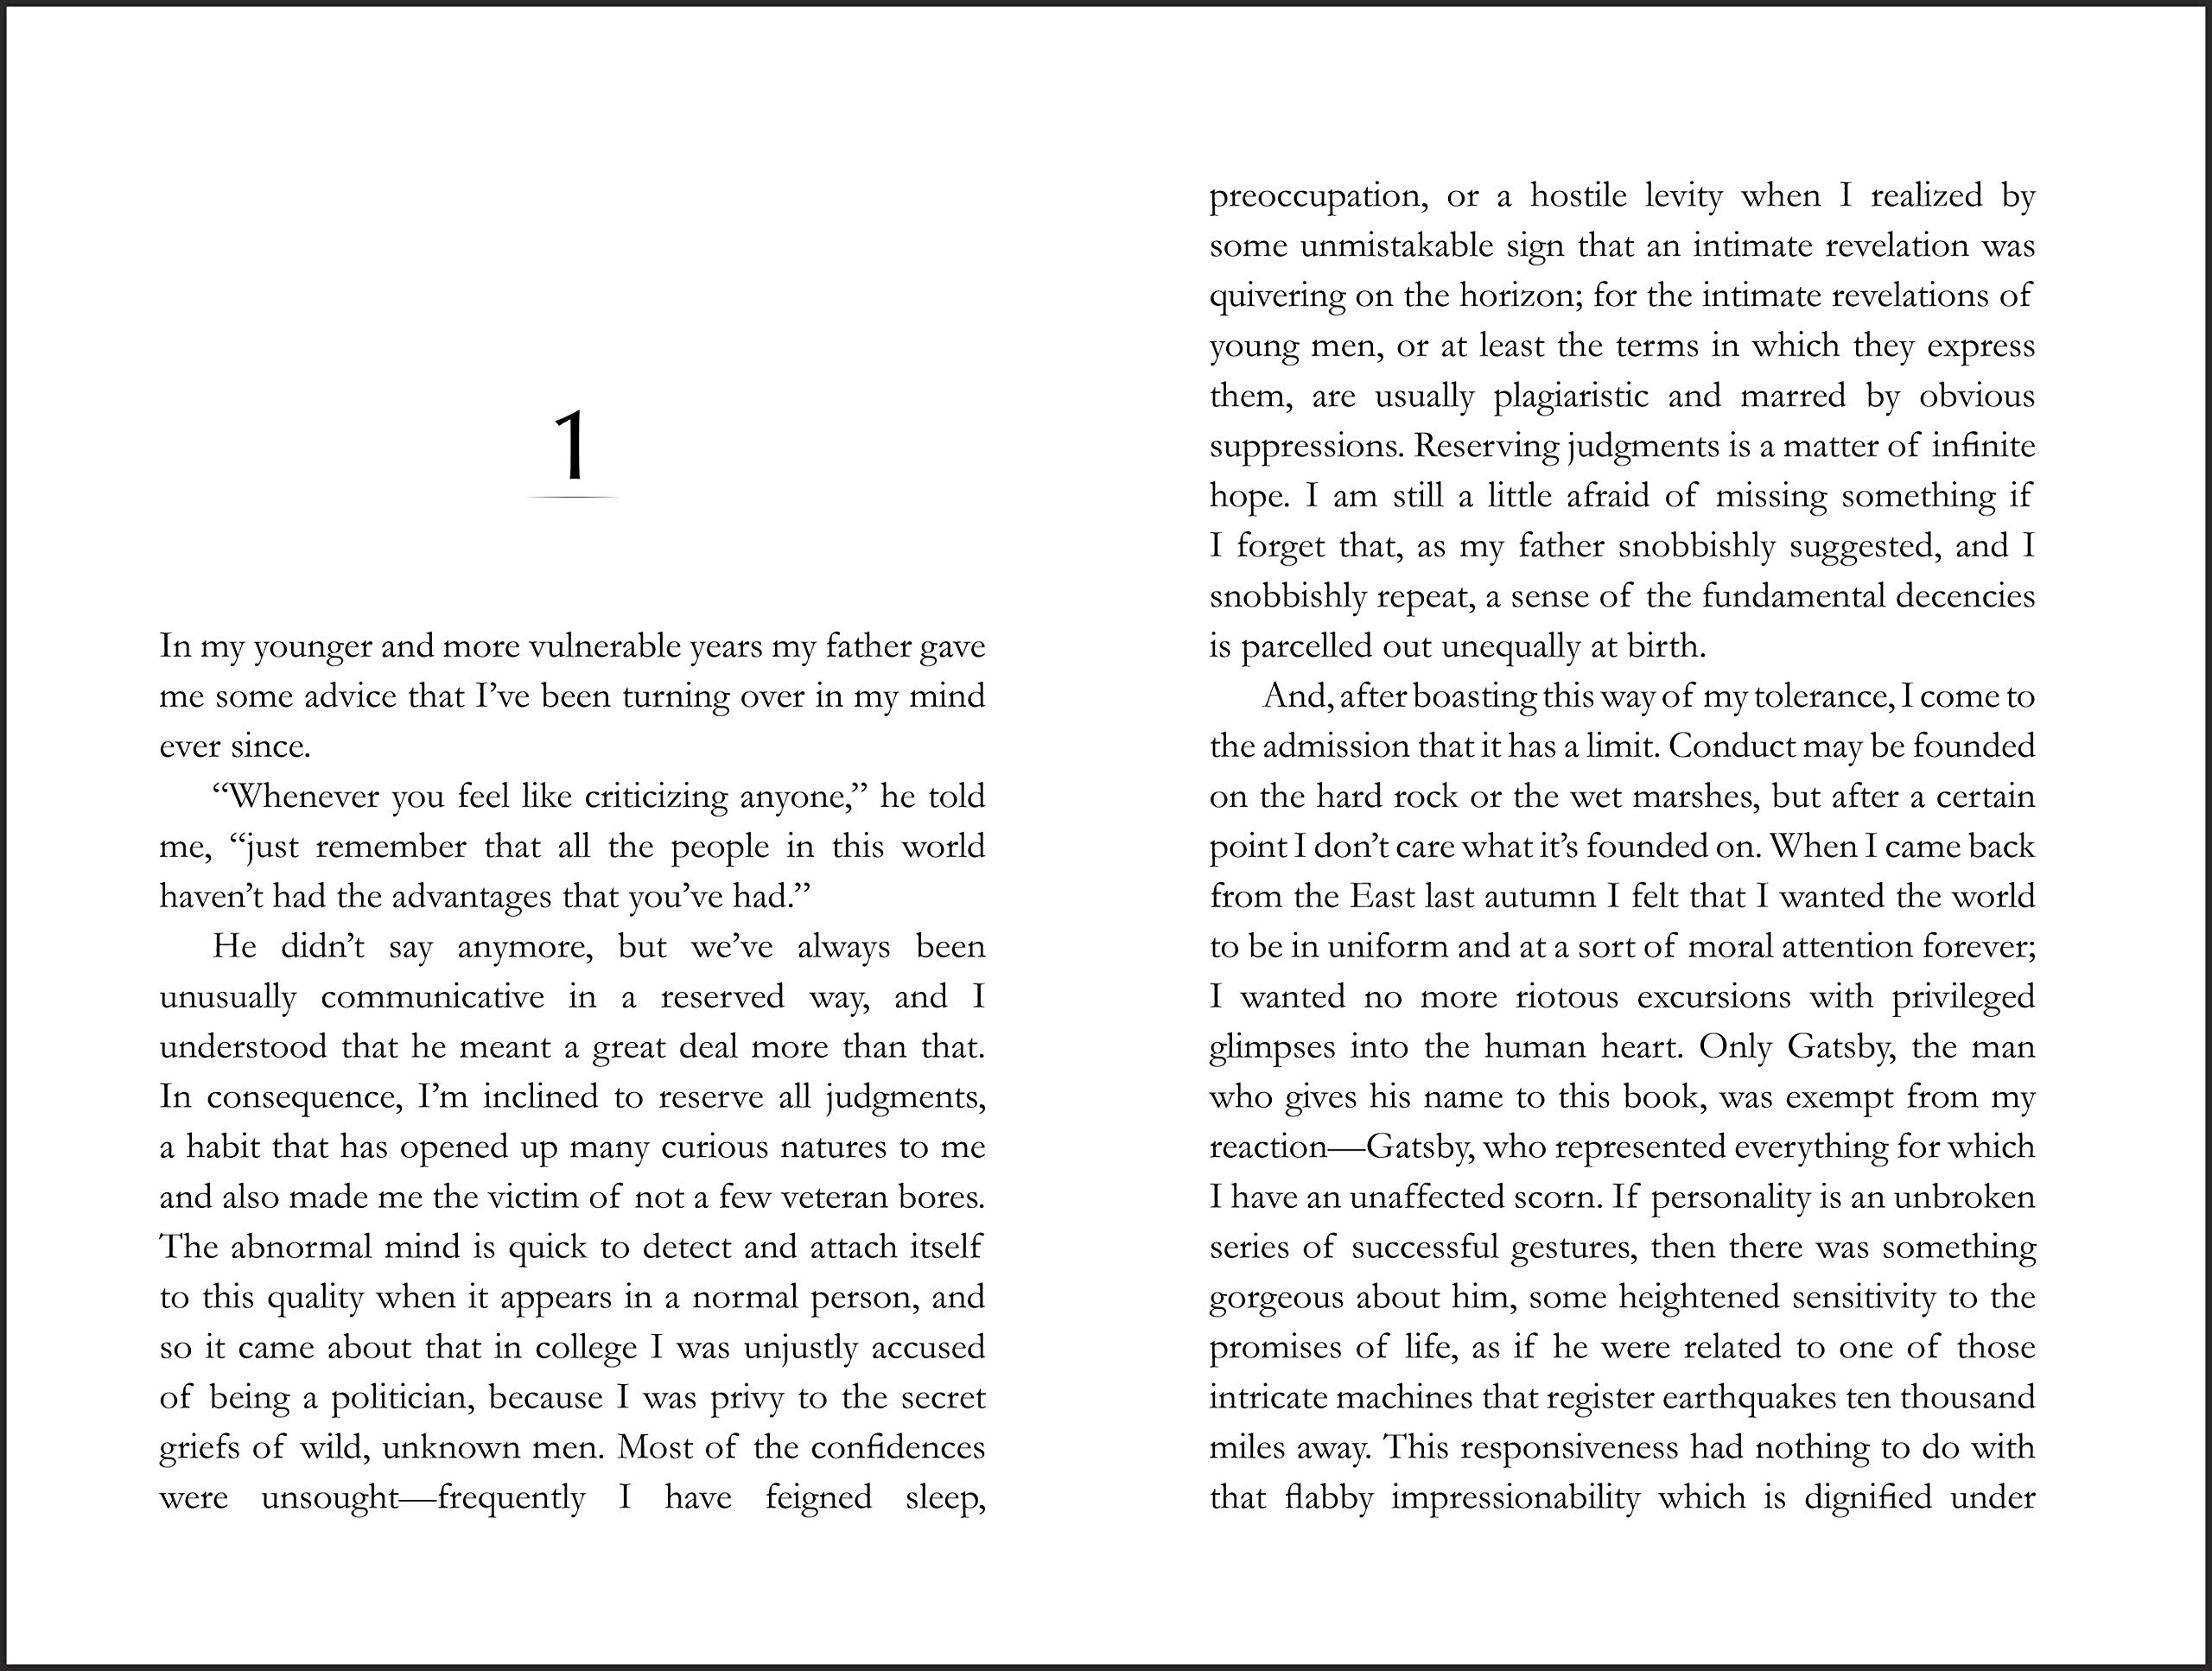 1
In my younger and more vulnerable years my father gave
me some advice that I’ve been turning over in my mind
ever since.
“Whenever you feel like criticizing anyone,” he told
me, “just remember that all the people in this world
haven’t had the advantages that you’ve had.”
He didn’t say anymore, but we’ve always been
unusually communicative in a reserved way, and I
understood that he meant a great deal more than that.
In consequence, I’m inclined to reserve all judgments,
a habit that has opened up many curious natures to me
and also made me the victim of not a few veteran bores.
The abnormal mind is quick to detect and attach itself
to this quality when it appears in a normal person, and
so it came about that in college I was unjustly accused
of being a politician, because I was privy to the secret
griefs of wild, unknown men. Most of the confidences
were unsought—frequently I have feigned sleep,
preoccupation, or a hostile levity when I realized by
some unmistakable sign that an intimate revelation was
quivering on the horizon; for the intimate revelations of
young men, or at least the terms in which they express
them, are usually plagiaristic and marred by obvious
suppressions. Reserving judgments is a matter of infinite
hope. I am still a little afraid of missing something if
I forget that, as my father snobbishly suggested, and I
snobbishly repeat, a sense of the fundamental decencies
is parcelled out unequally at birth.
And, after boasting this way of my tolerance, I come to
the admission that it has a limit. Conduct may be founded
on the hard rock or the wet marshes, but after a certain
point I don’t care what it’s founded on. When I came back
from the East last autumn I felt that I wanted the world
to be in uniform and at a sort of moral attention forever;
I wanted no more riotous excursions with privileged
glimpses into the human heart. Only Gatsby, the man
who gives his name to this book, was exempt from my
reaction—Gatsby, who represented everything for which
I have an unaffected scorn. If personality is an unbroken
series of successful gestures, then there was something
gorgeous about him, some heightened sensitivity to the
promises of life, as if he were related to one of those
intricate machines that register earthquakes ten thousand
miles away. This responsiveness had nothing to do with
that flabby impressionability which is dignified under